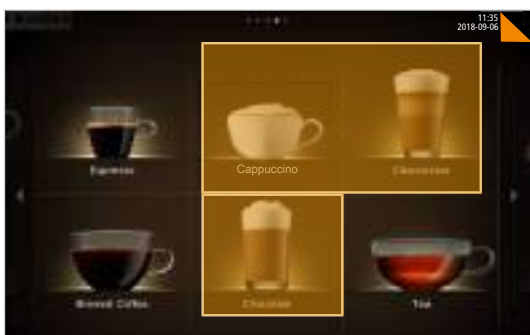 11:35
2018-09-06
Espresso
Cappuccino
Brewed Coffee
Chocolate
Tea